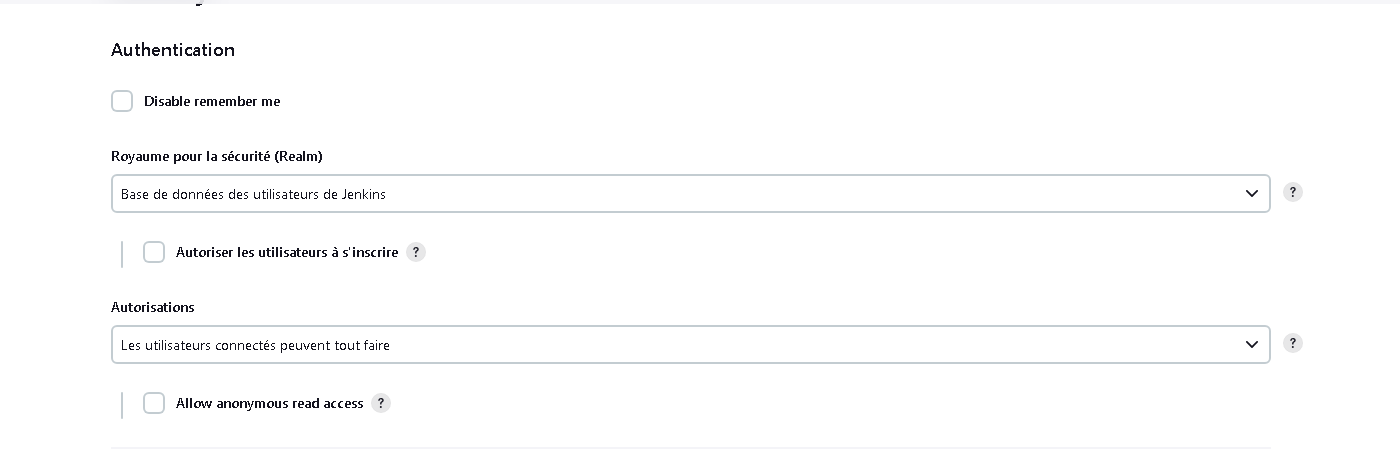 Authentication
Disable remember me
Royaume pour la sécurité (Realm)
Base de données des utilisateurs de Jenkins
?
Autoriser les utilisateurs à s'inscrire ?
Autorisations
Les utilisateurs connectés peuvent tout faire
?
Allow anonymous read access ?